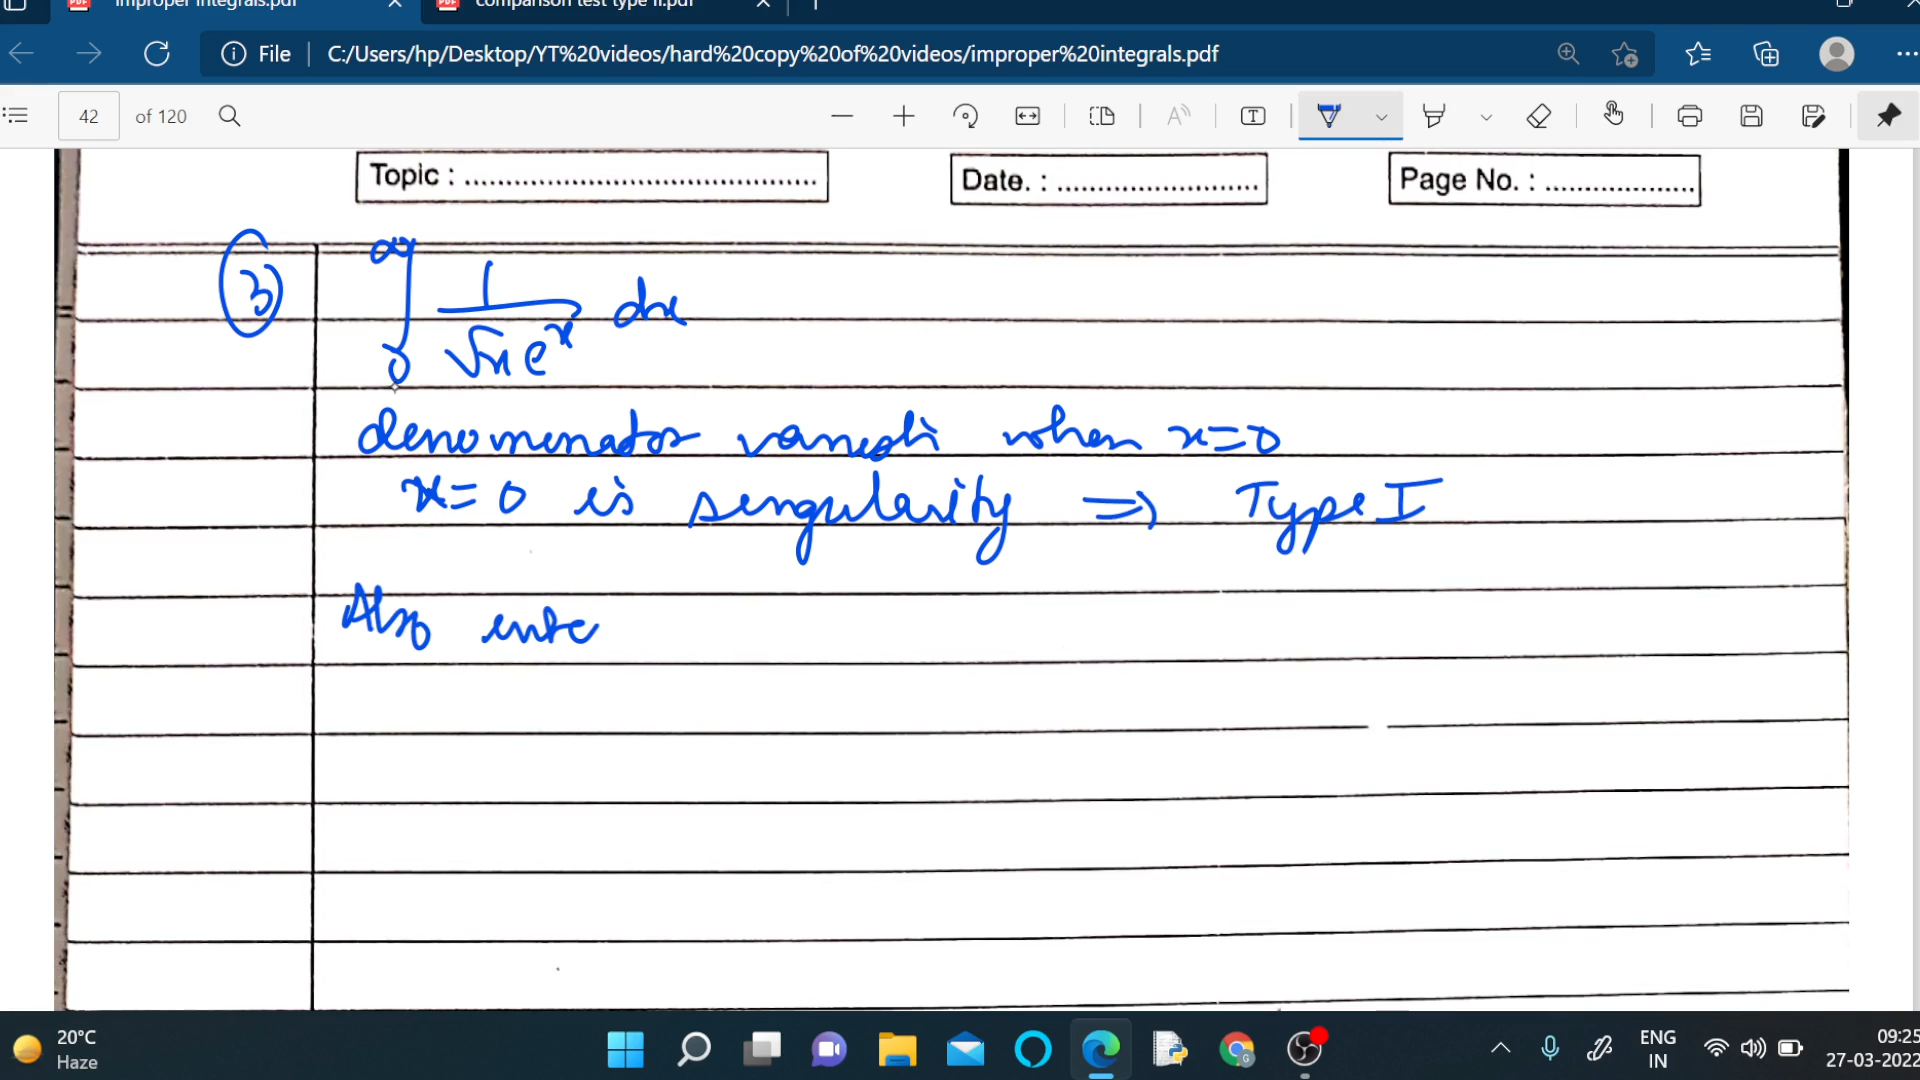 improper integrals.pdf
comparison test type II.pdf
File C:/Users/hp/Desktop/YT%20videos/hard%20copy%20of%20videos/improper%20integrals.pdf
42 of 120
Topic : ........................................ Date. : ........................ Page No. : ..................
③ ∫₀^∞ 1/(√x e^x) dx
denominator vanish when x=0
x=0 is singularity ⇒ Type I
Also inte
20°C
Haze
ENG
IN
09:25
27-03-2022